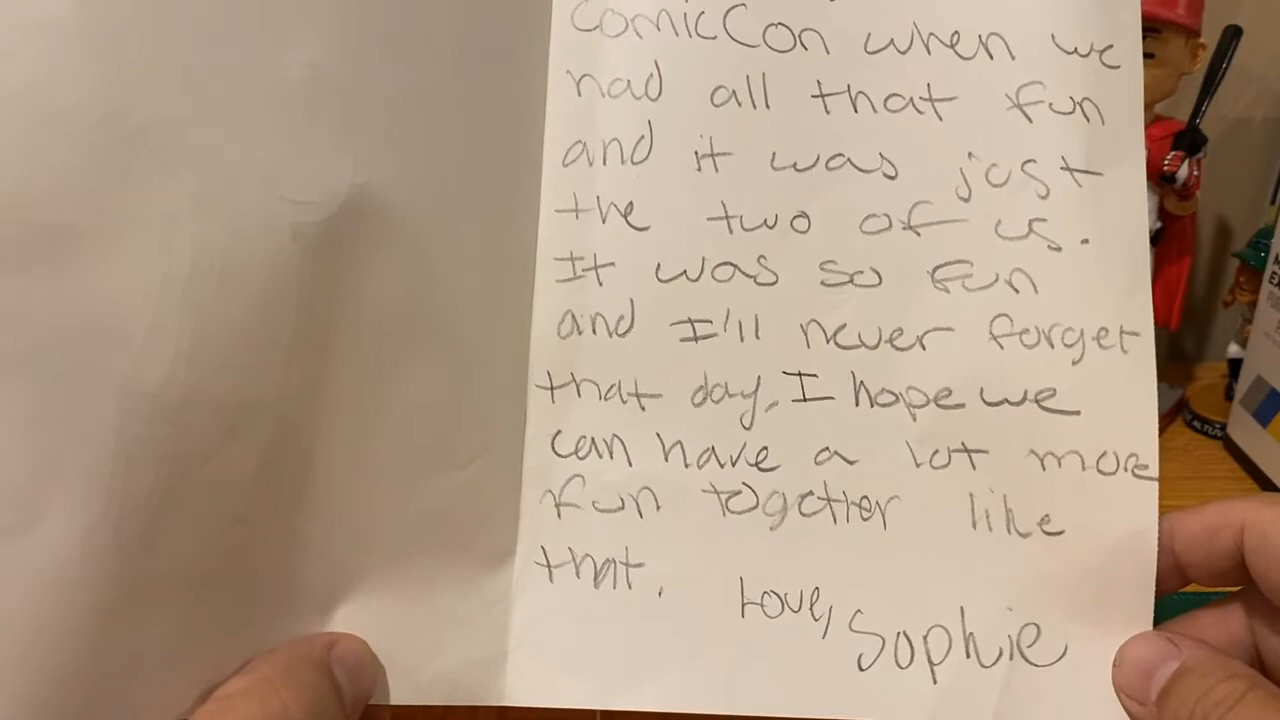 ComicCon when we
had all that fun
and it was just
the two of us.
It was so fun
and I'll never forget
that day. I hope we
can have a lot more
fun together like
that.
Love, Sophie
ALTUV